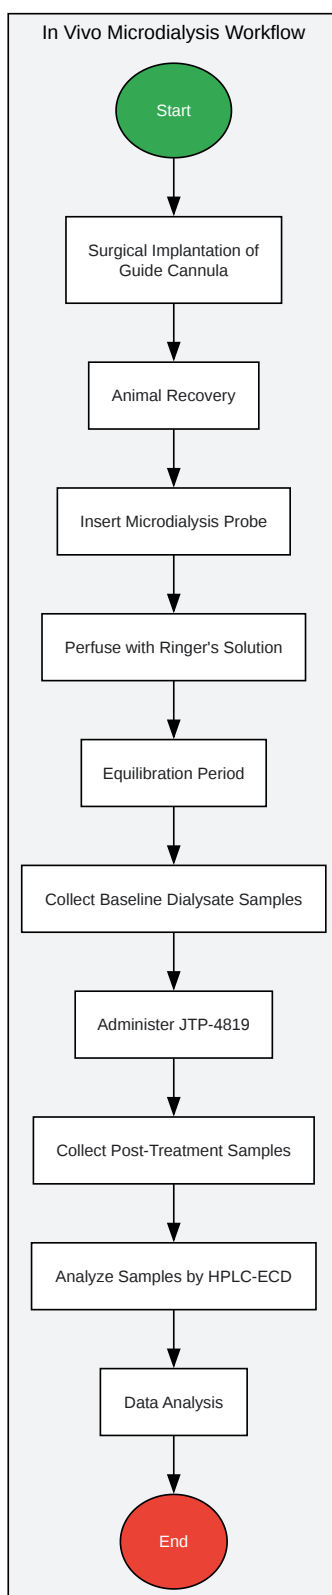 In Vivo Microdialysis Workflow
Start
Surgical Implantation of
Guide Cannula
Animal Recovery
Insert Microdialysis Probe
Perfuse with Ringer's Solution
Equilibration Period
Collect Baseline Dialysate Samples
Administer JTP-4819
Collect Post-Treatment Samples
Analyze Samples by HPLC-ECD
Data Analysis
End